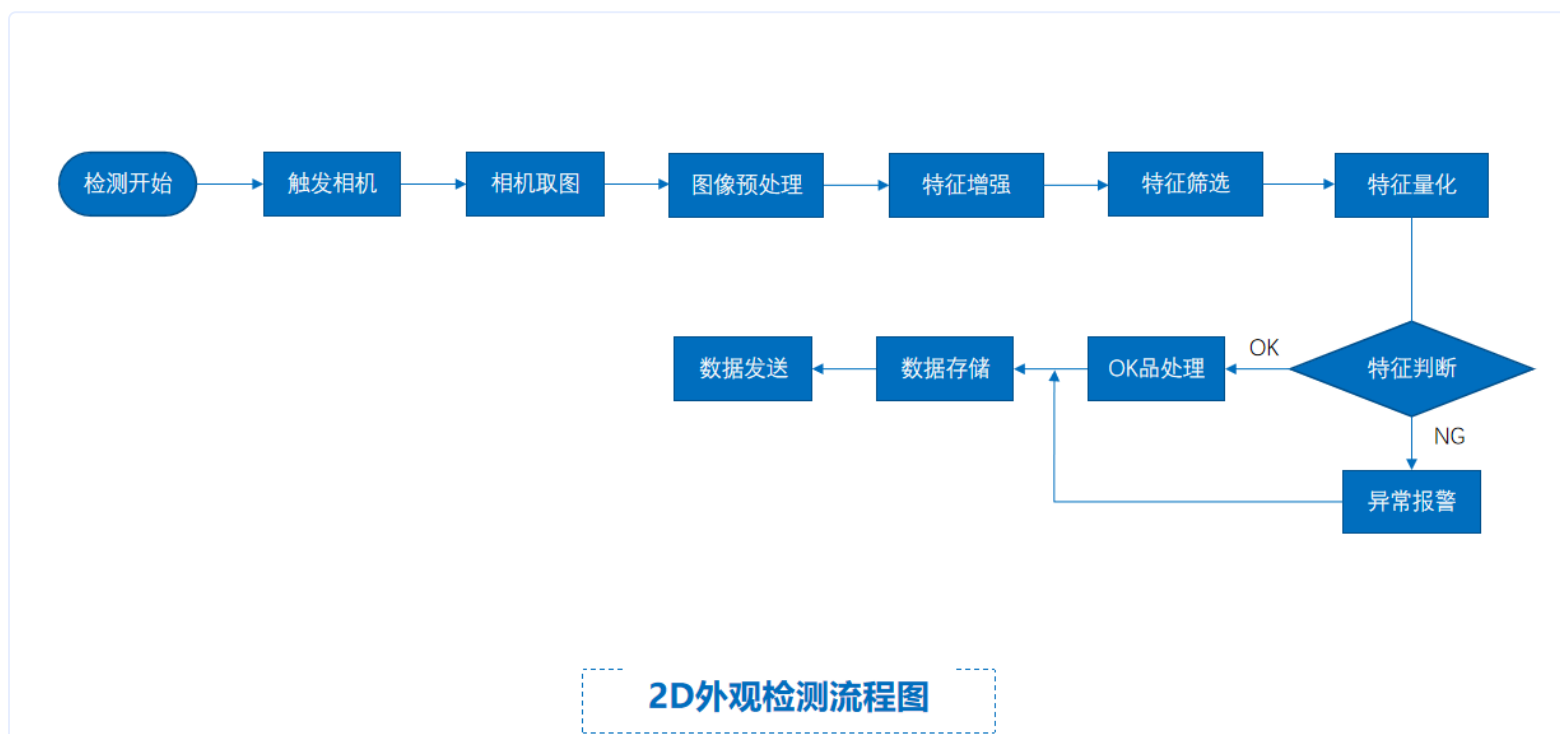 检测开始
触发相机
相机取图
图像预处理
特征增强
特征筛选
特征量化
数据发送
数据存储
OK品处理
OK
特征判断
NG
异常报警
2D外观检测流程图